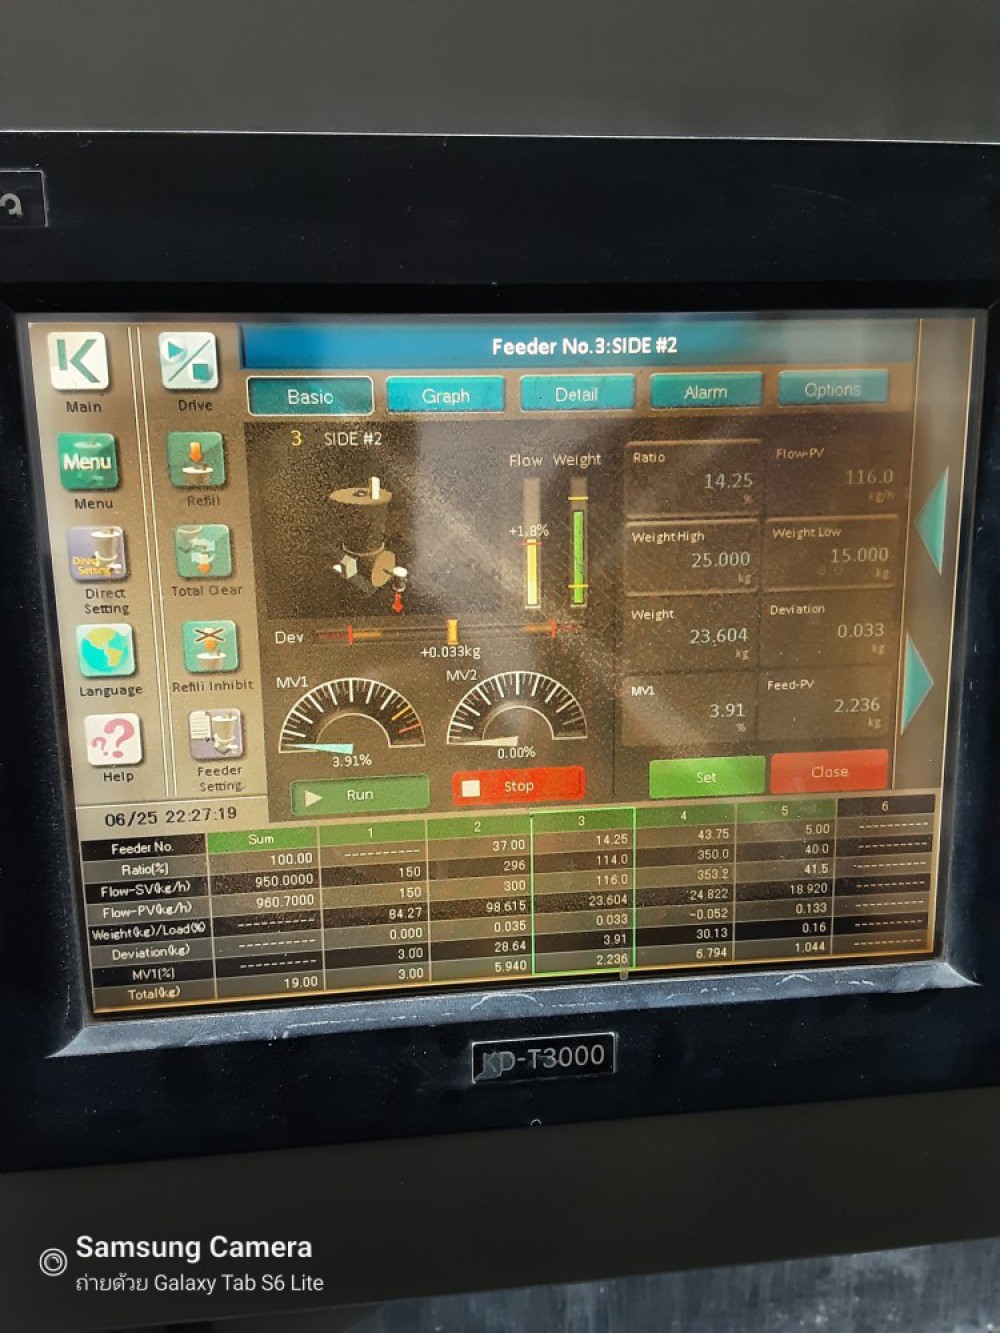 Feeder No.3:SIDE #2
K
Main
Drive
Basic
Graph
Detail
Alarm
Options
Menu
Menu
Refill
Direct
Setting
Total Clear
Language
Refill Inhibit
Help
Feeder
Setting
3 SIDE #2
Flow Weight
+1.8%
Dev
+0.033kg
MV1
MV2
3.91%
0.00%
Run
Stop
Ratio
14.25
%
Flow-PV
116.0
kg/h
Weight High
25.000
kg
Weight Low
15.000
kg
Weight
23.604
kg
Deviation
0.033
kg
MV1
3.91
%
Feed-PV
2.236
kg
Set
Close
06/25 22:27:19
Feeder No. Sum 1 2 3 4 5 6
Ratio(%) 100.00 ---------- 37.00 14.25 43.75 5.00 ----------
Flow-SV(kg/h) 950.0000 150 296 114.0 350.0 40.0 ----------
Flow-PV(kg/h) 960.7000 150 300 116.0 353.2 41.5 ----------
Weight(kg)/Load(%) ---------- 84.27 98.615 23.604 24.822 18.920 ----------
Deviation(kg) ---------- 0.000 0.035 0.033 -0.052 0.133 ----------
MV1(%) ---------- 3.00 28.64 3.91 30.13 0.16 ----------
Total(kg) 19.00 3.00 5.940 2.236 6.794 1.044 ----------
KD-T3000
Samsung Camera
ถ่ายด้วย Galaxy Tab S6 Lite